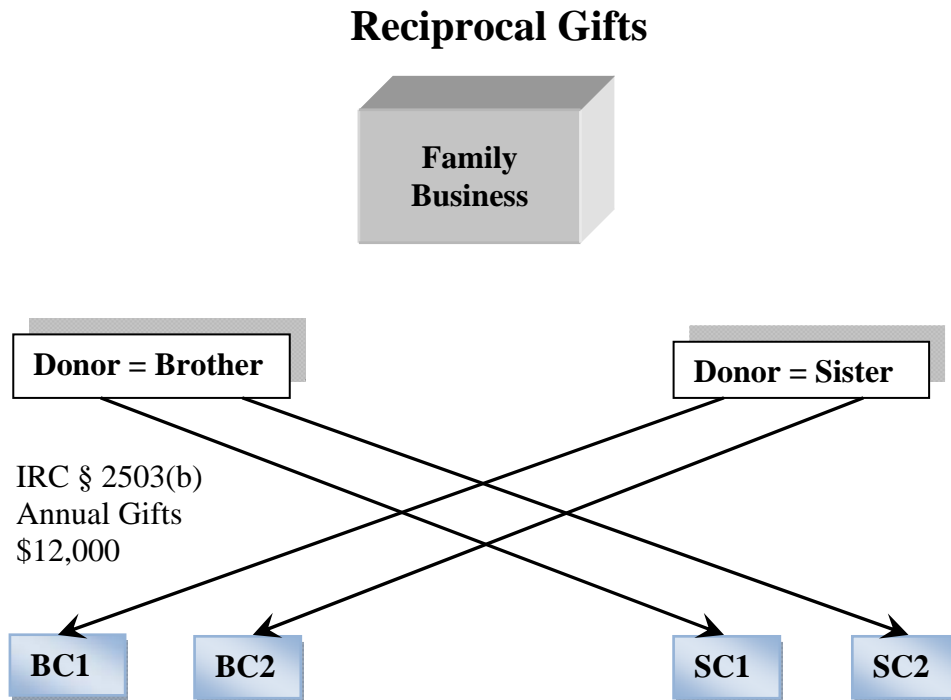 Reciprocal Gifts
Family
Business
Donor = Brother
Donor = Sister
IRC § 2503(b)
Annual Gifts
$12,000
BC1
BC2
SC1
SC2